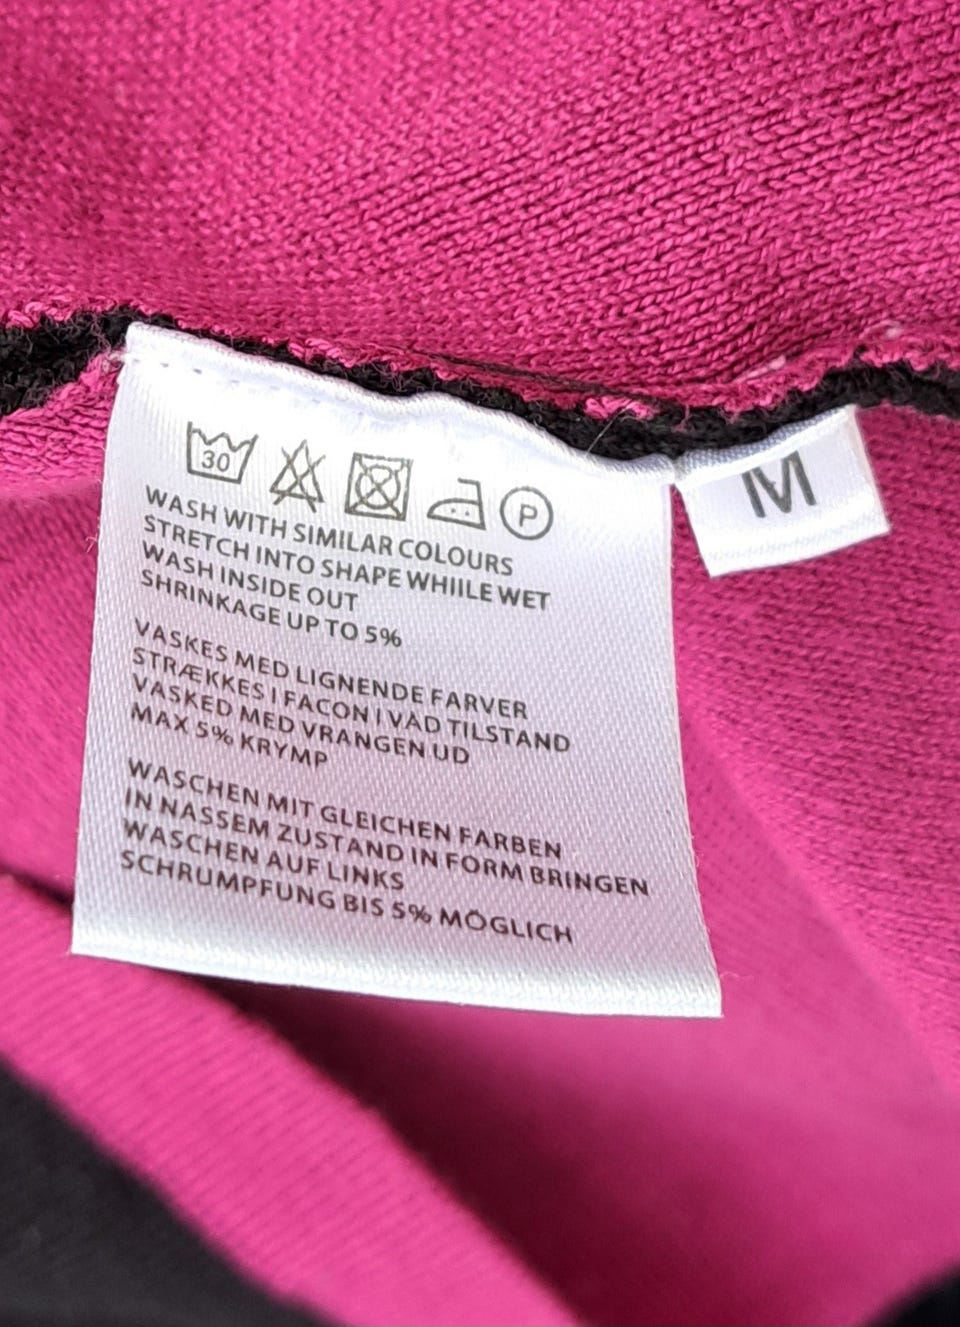 30
P
M
WASH WITH SIMILAR COLOURS
STRETCH INTO SHAPE WHIILE WET
WASH INSIDE OUT
SHRINKAGE UP TO 5%
VASKES MED LIGNENDE FARVER
STRÆKKES I FACON I VÅD TILSTAND
VASKED MED VRANGEN UD
MAX 5% KRYMP
WASCHEN MIT GLEICHEN FARBEN
IN NASSEM ZUSTAND IN FORM BRINGEN
WASCHEN AUF LINKS
SCHRUMPFUNG BIS 5% MÖGLICH